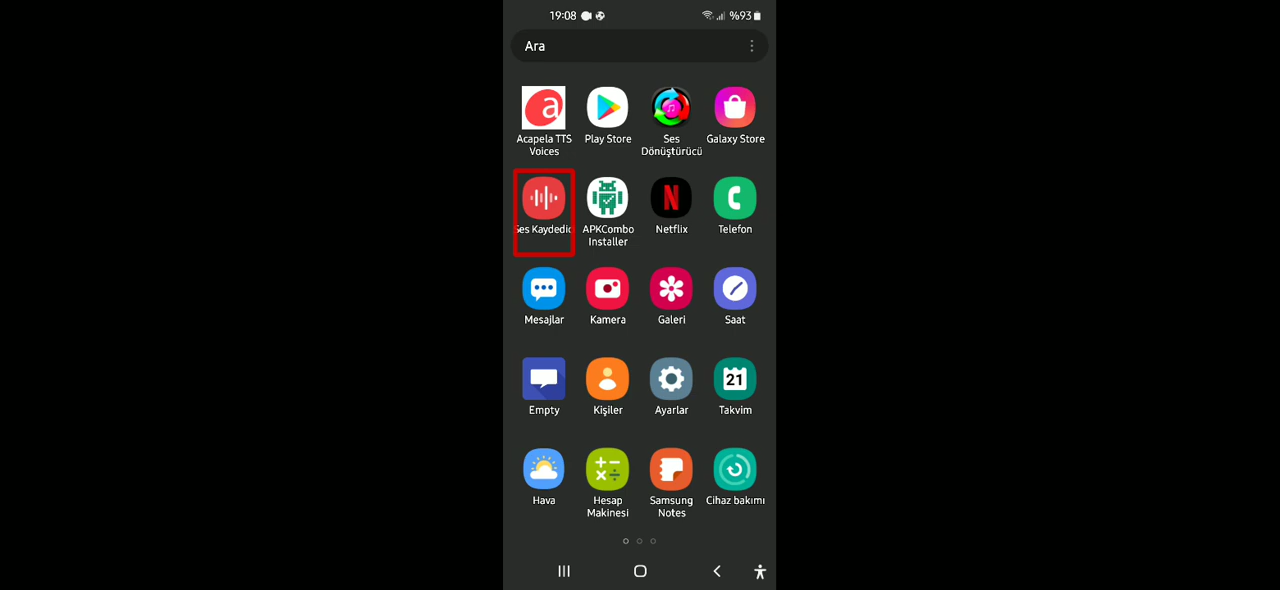 19:08
%93
Ara
Acapela TTS
Voices
Play Store
Ses
Dönüştürücü
Galaxy Store
Ses Kaydedic
APKCombo
Installer
Netflix
Telefon
Mesajlar
Kamera
Galeri
Saat
Empty
Kişiler
Ayarlar
21
Takvim
Hava
Hesap
Makinesi
Samsung
Notes
Cihaz bakımı